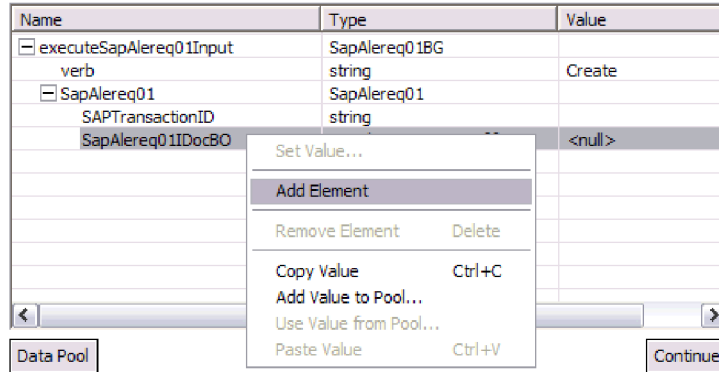 Name Type Value
executeSapAlereq01Input SapAlereq01BG
verb string Create
SapAlereq01 SapAlereq01
SAPTransactionID string
SapAlereq01IDocBO <null>
Set Value...
Add Element
Remove Element Delete
Copy Value Ctrl+C
Add Value to Pool...
Use Value from Pool...
Paste Value Ctrl+V
Data Pool Continue